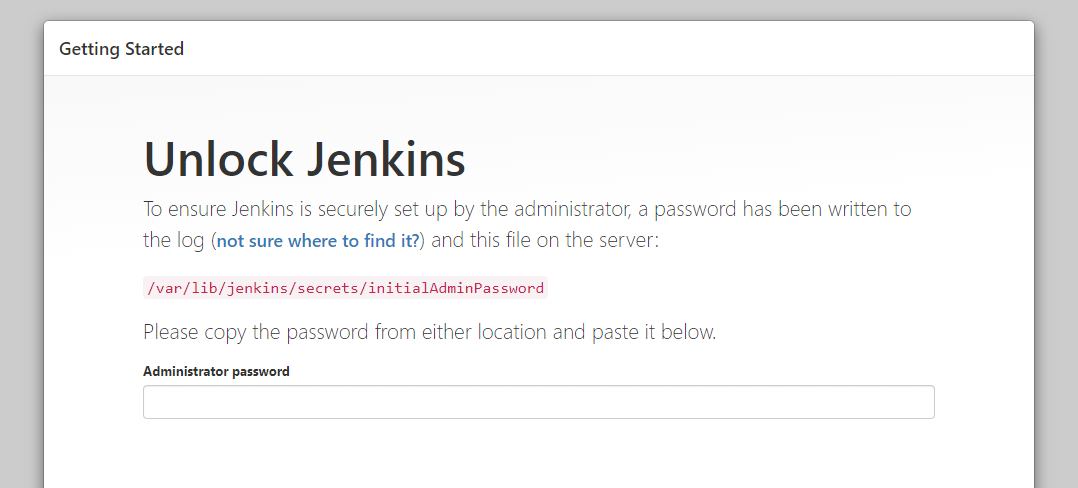 Getting Started
Unlock Jenkins
To ensure Jenkins is securely set up by the administrator, a password has been written to
the log (not sure where to find it?) and this file on the server:
/var/lib/jenkins/secrets/initialAdminPassword
Please copy the password from either location and paste it below.
Administrator password